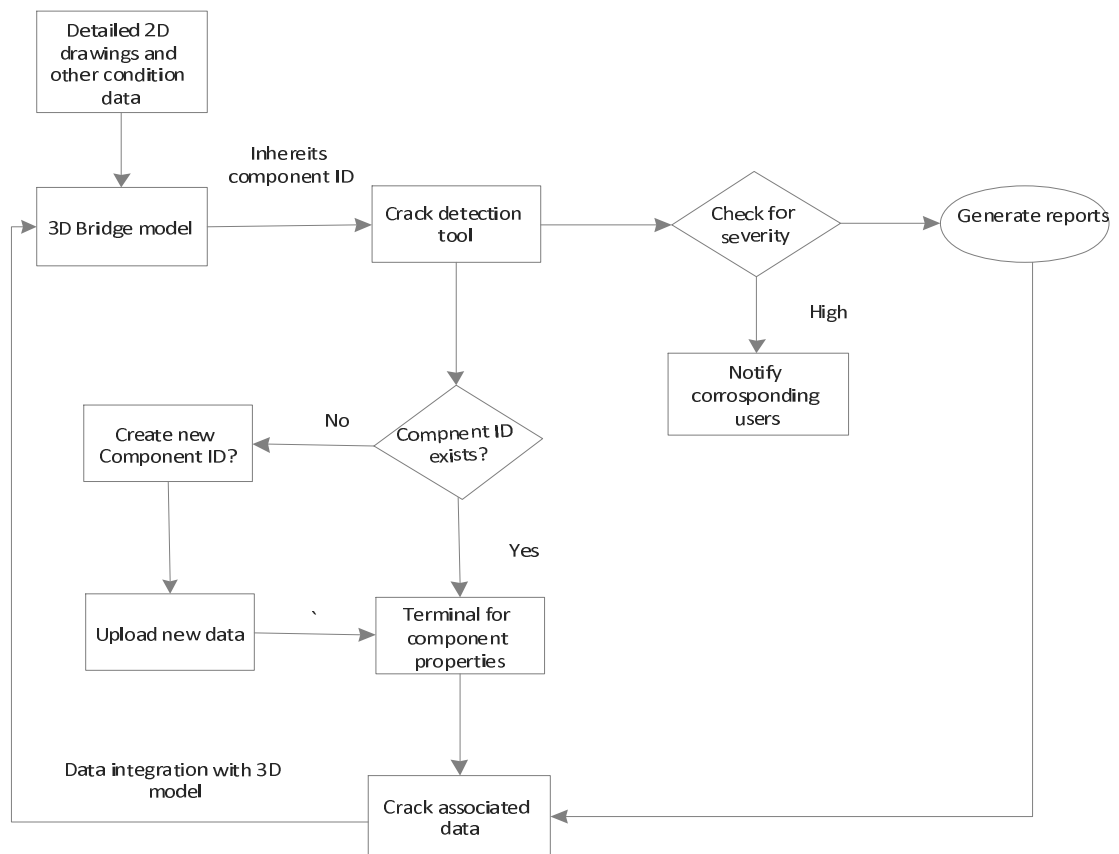 Detailed 2D
drawings and
other condition
data
Inhereits
component ID
3D Bridge model
Crack detection
tool
Check for
severity
Generate reports
High
Notify
corrosponding
users
No
Create new
Component ID?
Compnent ID
exists?
Yes
Upload new data
`
Terminal for
component
properties
Data integration with 3D
model
Crack associated
data